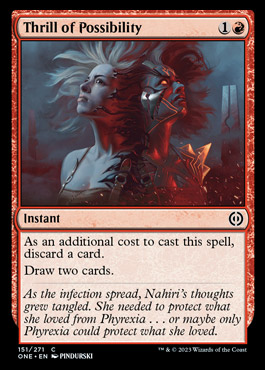 Thrill of Possibility 1
Instant
As an additional cost to cast this spell,
discard a card.
Draw two cards.
As the infection spread, Nahiri's thoughts
grew tangled. She needed to protect what
she loved from Phyrexia . . . or maybe only
Phyrexia could protect what she loved.
151/271 C
ONE • EN PINDURSKI
™ & © 2023 Wizards of the Coast